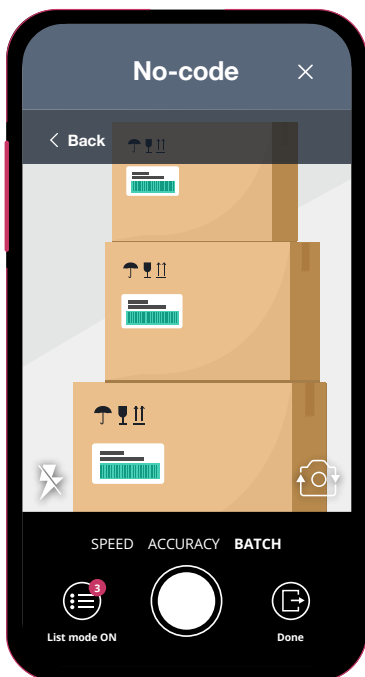 No-code
Back
SPEED ACCURACY BATCH
3
List mode ON
Done